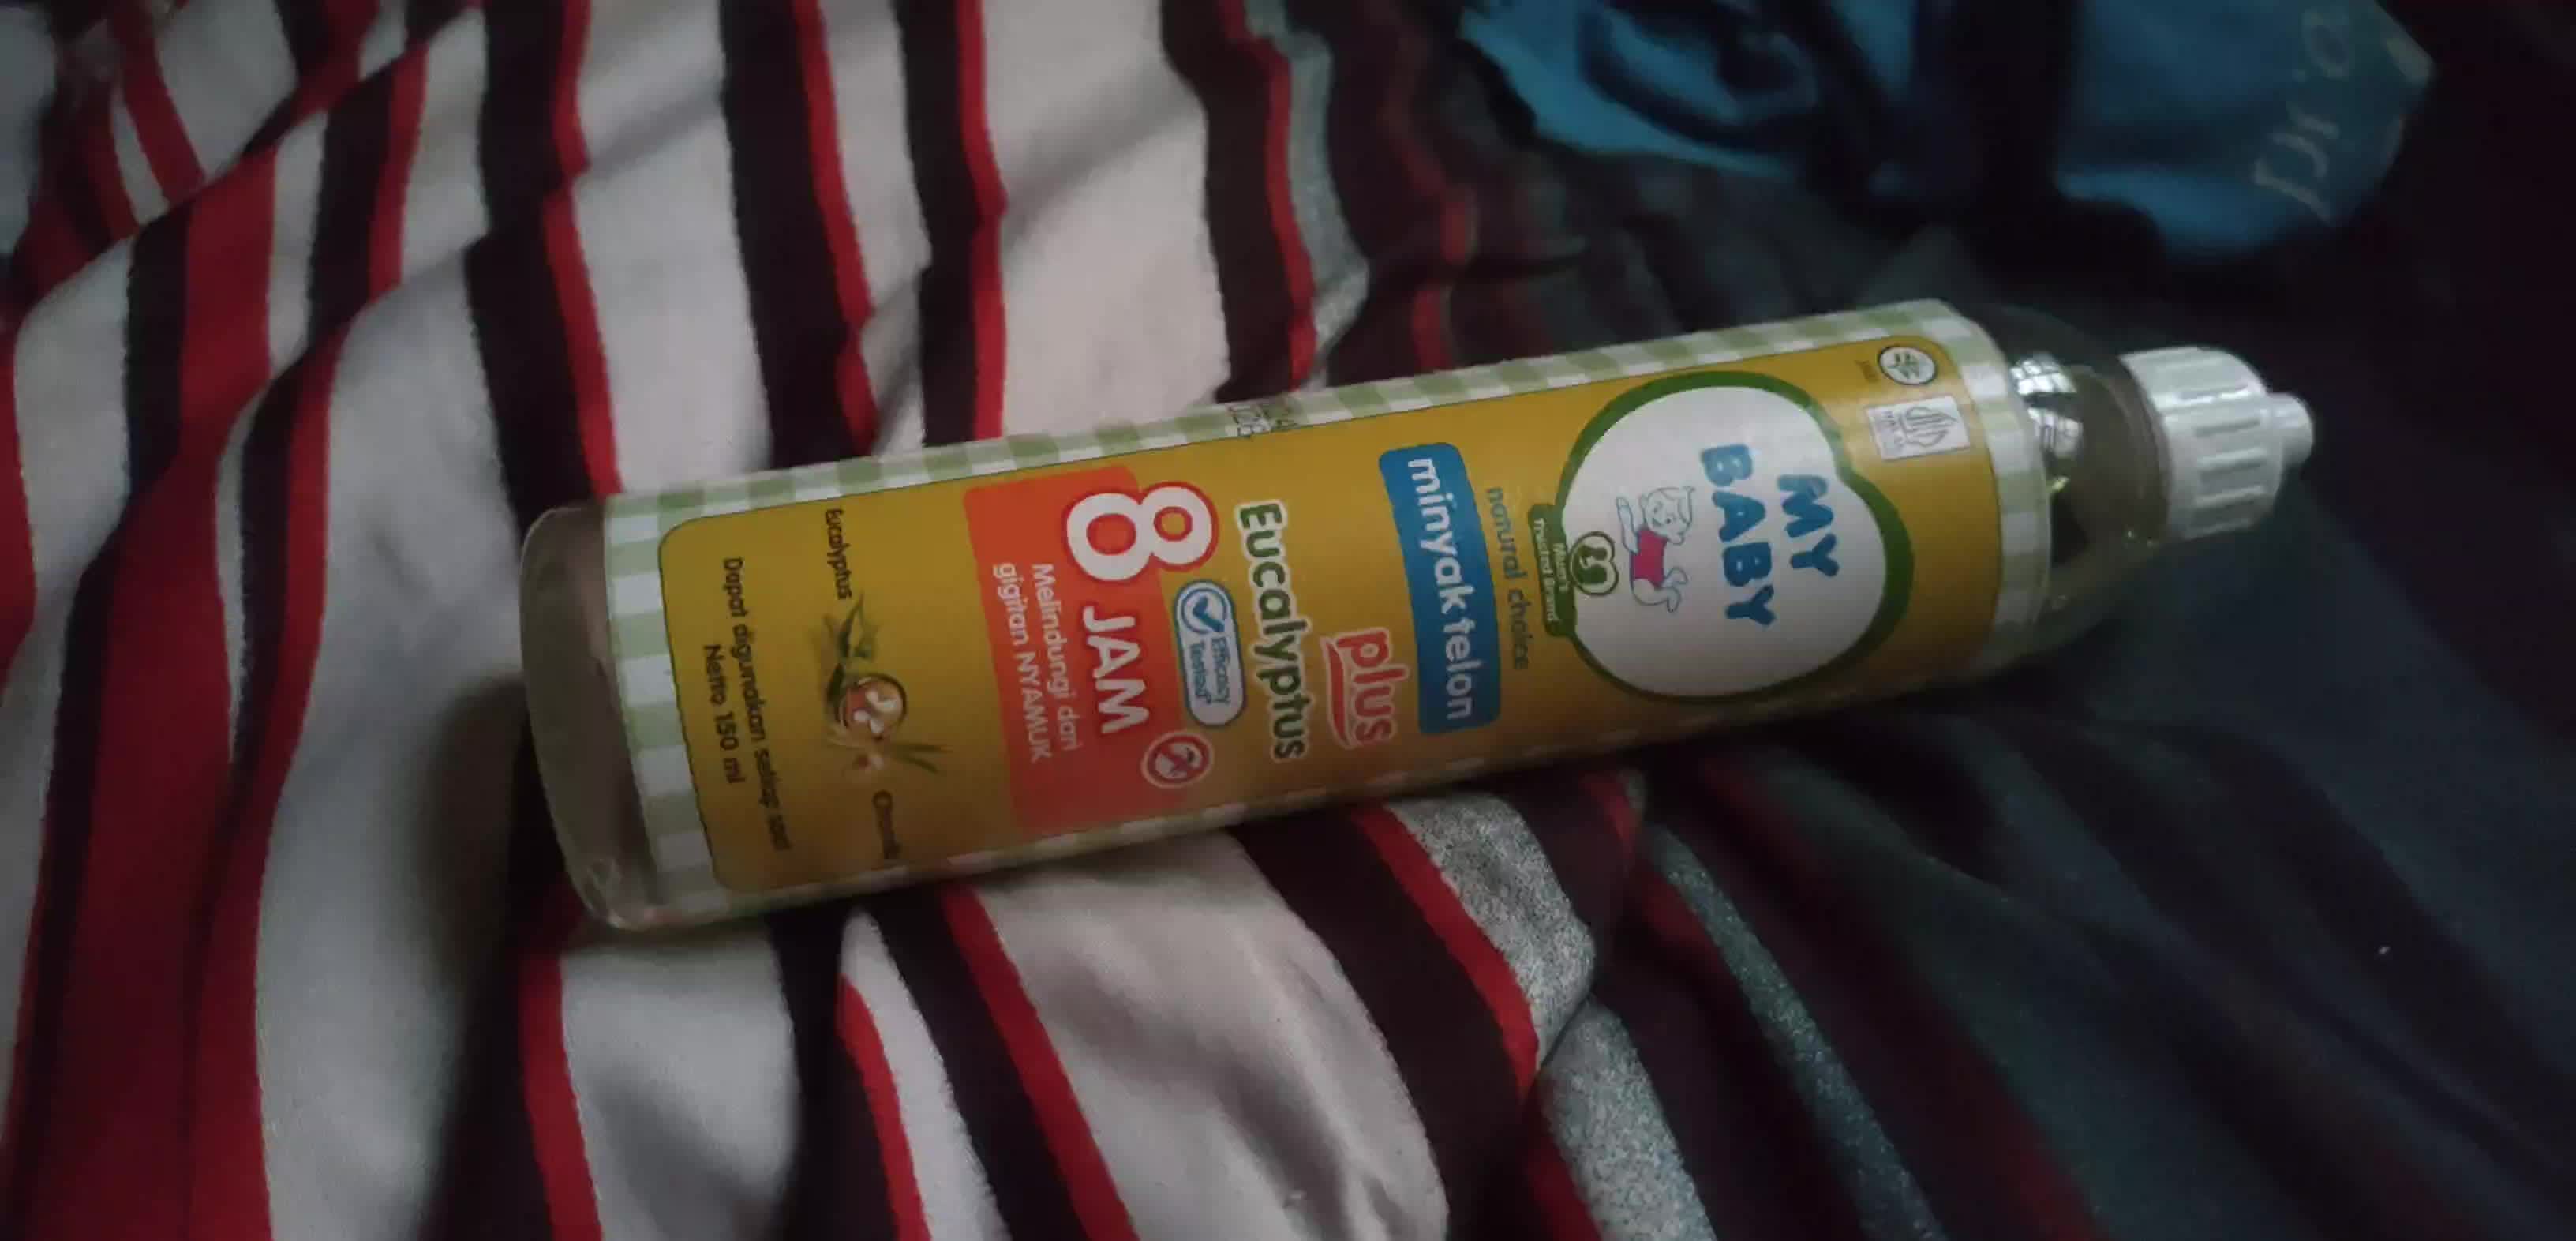 MY
BABY
Mom's
Trusted Brand
natural choice
minyak telon
plus
Eucalyptus
Efficacy
Tested
8 JAM
Melindungi dari
gigitan NYAMUK
Eucalyptus
Dapat digunakan setiap saat
Netto 150 ml